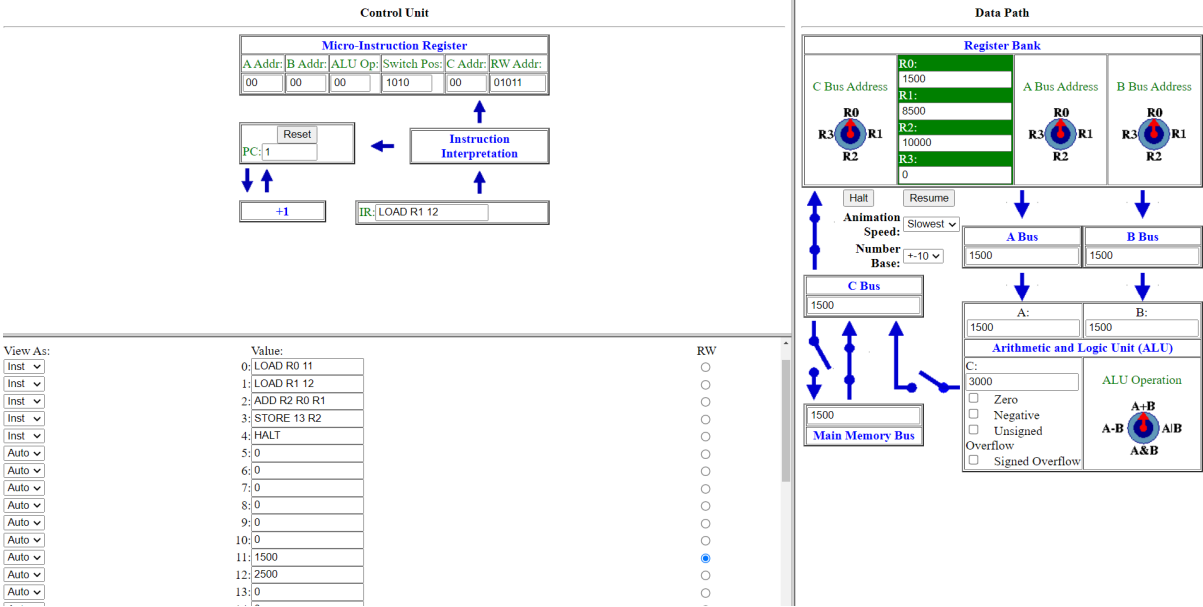 Control Unit
Micro-Instruction Register
A Addr: B Addr: ALU Op: Switch Pos: C Addr: RW Addr:
00 00 00 1010 00 01011
Reset
PC: 1
Instruction
Interpretation
+1
IR: LOAD R1 12
View As: Value: RW
Inst 0: LOAD R0 11
Inst 1: LOAD R1 12
Inst 2: ADD R2 R0 R1
Inst 3: STORE 13 R2
Inst 4: HALT
Auto 5: 0
Auto 6: 0
Auto 7: 0
Auto 8: 0
Auto 9: 0
Auto 10: 0
Auto 11: 1500
Auto 12: 2500
Auto 13: 0
Data Path
Register Bank
C Bus Address
R0
R3 R1
R2
R0:
1500
R1:
8500
R2:
10000
R3:
0
A Bus Address
R0
R3 R1
R2
B Bus Address
R0
R3 R1
R2
Halt Resume
Animation
Speed: Slowest
Number
Base: +-10
A Bus
1500
B Bus
1500
C Bus
1500
1500
Main Memory Bus
A: B:
1500 1500
Arithmetic and Logic Unit (ALU)
C:
3000
Zero
Negative
Unsigned
Overflow
Signed Overflow
ALU Operation
A+B
A-B A|B
A&B